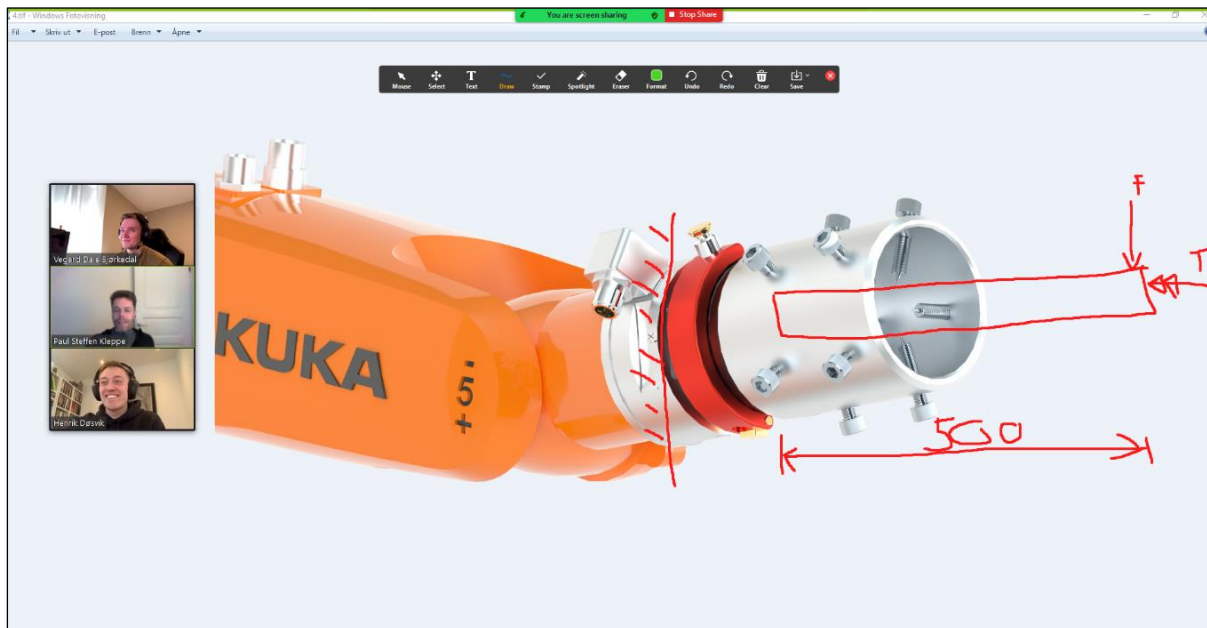 4.tif - Windows Fotovisning
You are screen sharing
Stop Share
Fil Skriv ut E-post Brenn Åpne
Mouse Select Text Draw Stamp Spotlight Eraser Format Undo Redo Clear Save
Vegard Dale Bjørkedal
Paul Steffen Kleppe
Henrik Døsvik
KUKA
-
5
+
F
T
500